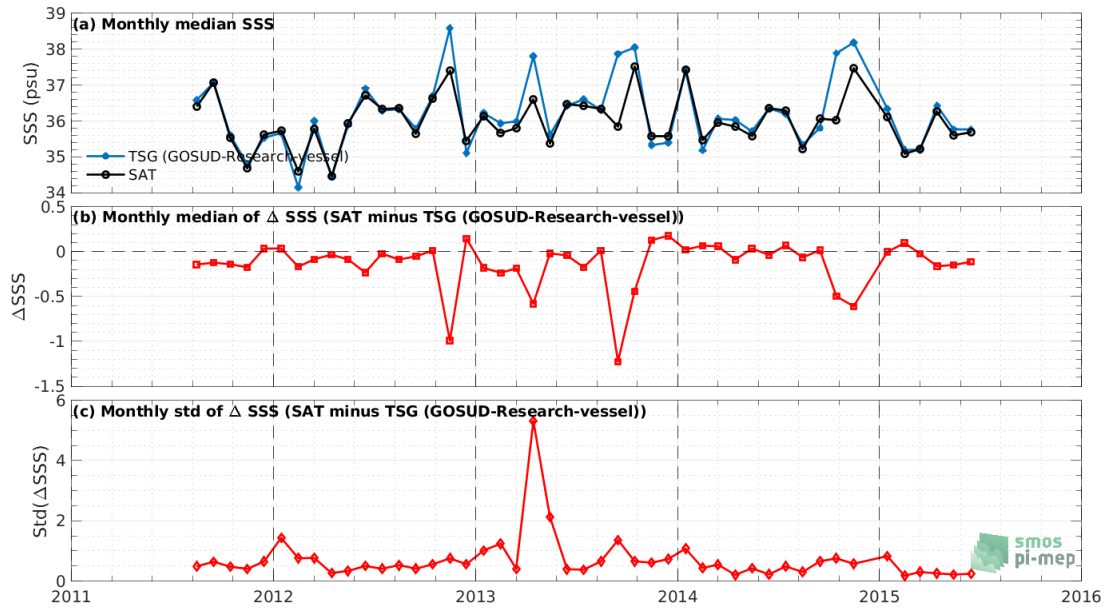 (a) Monthly median SSS
SSS (psu)
39
38
37
36
35
34
TSG (GOSUD-Research-vessel)
SAT
(b) Monthly median of Δ SSS (SAT minus TSG (GOSUD-Research-vessel))
ΔSSS
0.5
0
-0.5
-1
-1.5
(c) Monthly std of Δ SSS (SAT minus TSG (GOSUD-Research-vessel))
Std(ΔSSS)
6
4
2
0
smos
pi-mep
2011 2012 2013 2014 2015 2016